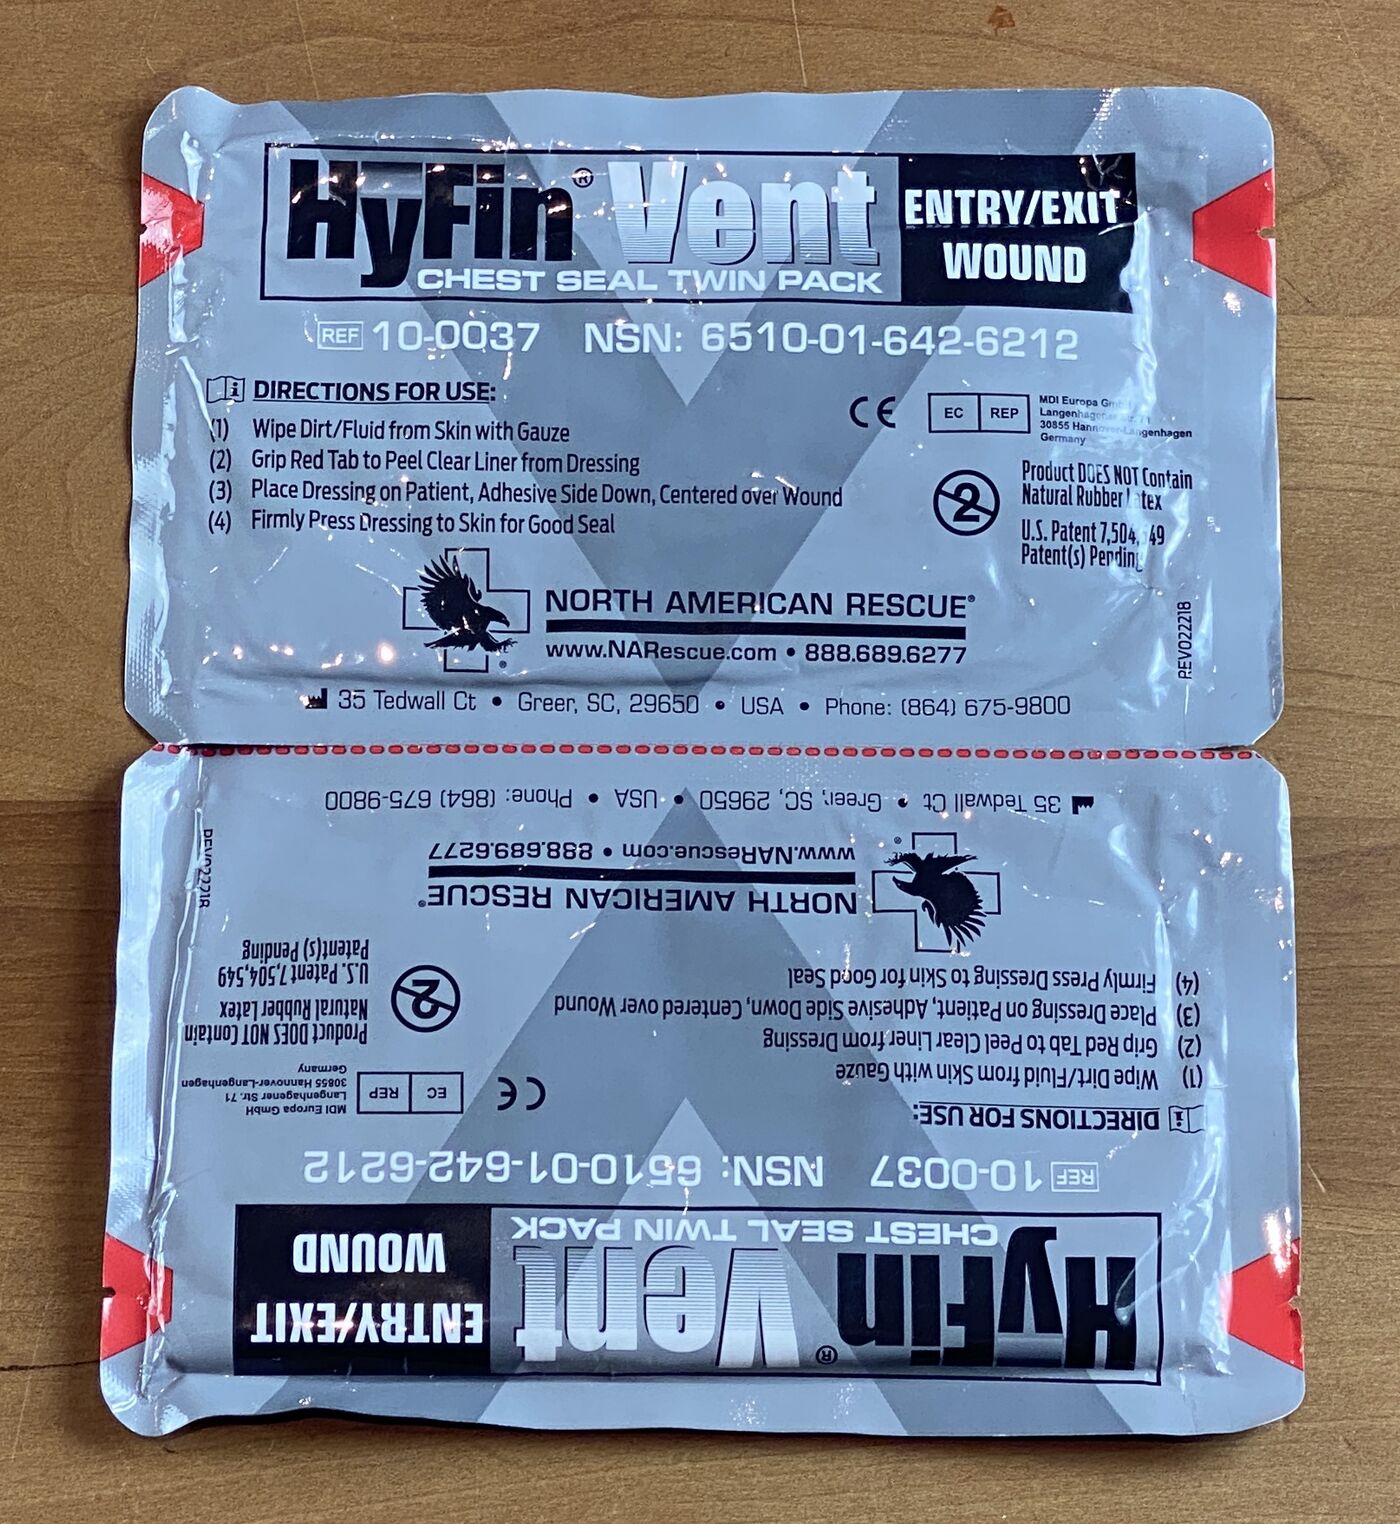 HyFin® Vent
CHEST SEAL TWIN PACK
ENTRY/EXIT
WOUND
REF 10-0037 NSN: 6510-01-642-6212
DIRECTIONS FOR USE:
(1) Wipe Dirt/Fluid from Skin with Gauze
(2) Grip Red Tab to Peel Clear Liner from Dressing
(3) Place Dressing on Patient, Adhesive Side Down, Centered over Wound
(4) Firmly Press Dressing to Skin for Good Seal
CE
EC REP
MDI Europa
30855 Hannover-Langenhagen
Germany
2
Product DOES NOT Contain
Natural Rubber
U.S. Patent
Patent(s) Pending
NORTH AMERICAN RESCUE®
www.NARescue.com • 888.689.6277
35 Tedwall Ct • Greer, SC, 29650 • USA • Phone: (864) 675-9800
REV022218
HyFin® Vent
CHEST SEAL TWIN PACK
ENTRY/EXIT
WOUND
REF 10-0037 NSN: 6510-01-642-6212
DIRECTIONS FOR USE:
(1) Wipe Dirt/Fluid from Skin with Gauze
(2) Grip Red Tab to Peel Clear Liner from Dressing
(3) Place Dressing on Patient, Adhesive Side Down, Centered over Wound
(4) Firmly Press Dressing to Skin for Good Seal
CE
EC REP
MDI Europa GmbH
Langenhagener Str. 71
30855 Hannover-Langenhagen
Germany
2
Product DOES NOT Contain
Natural Rubber Latex
U.S. Patent 7,504,549
Patent(s) Pending
NORTH AMERICAN RESCUE®
www.NARescue.com • 888.689.6277
35 Tedwall Ct • Greer, SC, 29650 • USA • Phone: (864) 675-9800